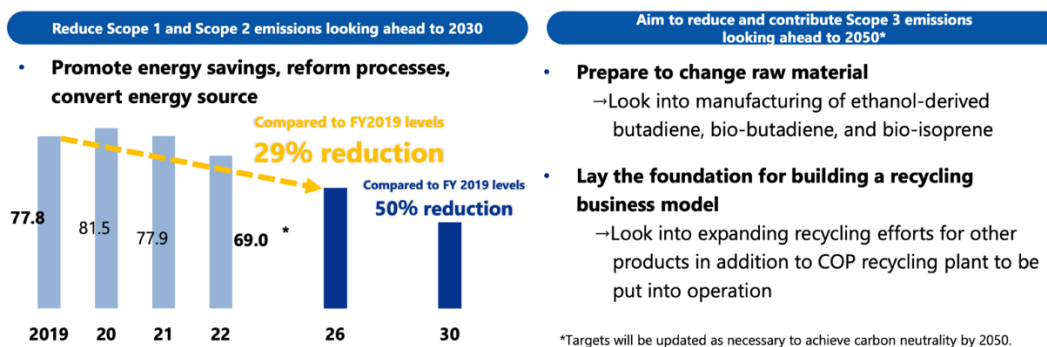 Reduce Scope 1 and Scope 2 emissions looking ahead to 2030
• Promote energy savings, reform processes,
convert energy source
Compared to FY2019 levels
29% reduction
Compared to FY 2019 levels
50% reduction
77.8
81.5
77.9
69.0 *
2019 20 21 22 26 30
Aim to reduce and contribute Scope 3 emissions
looking ahead to 2050*
• Prepare to change raw material
→Look into manufacturing of ethanol-derived
butadiene, bio-butadiene, and bio-isoprene
• Lay the foundation for building a recycling
business model
→Look into expanding recycling efforts for other
products in addition to COP recycling plant to be
put into operation
*Targets will be updated as necessary to achieve carbon neutrality by 2050.